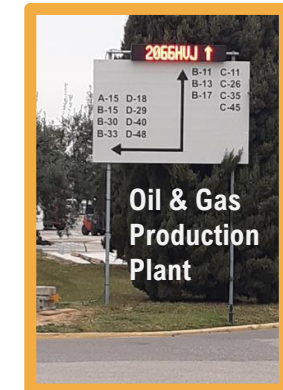 2066HVJ ↑
B-11 C-11
B-13 C-26
B-17 C-35
C-45
A-15 D-18
B-15 D-29
B-30 D-40
B-33 D-48
Oil & Gas
Production
Plant